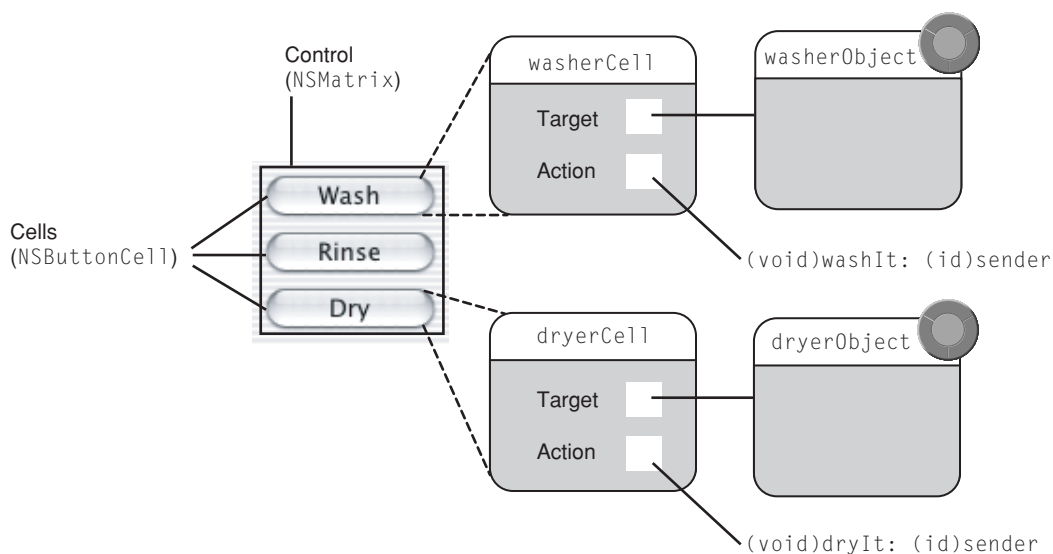 Control
(NSMatrix)
Cells
(NSButtonCell)
Wash
Rinse
Dry
washerCell
Target
Action
washerObject
(void)washIt: (id)sender
dryerCell
Target
Action
dryerObject
(void)dryIt: (id)sender